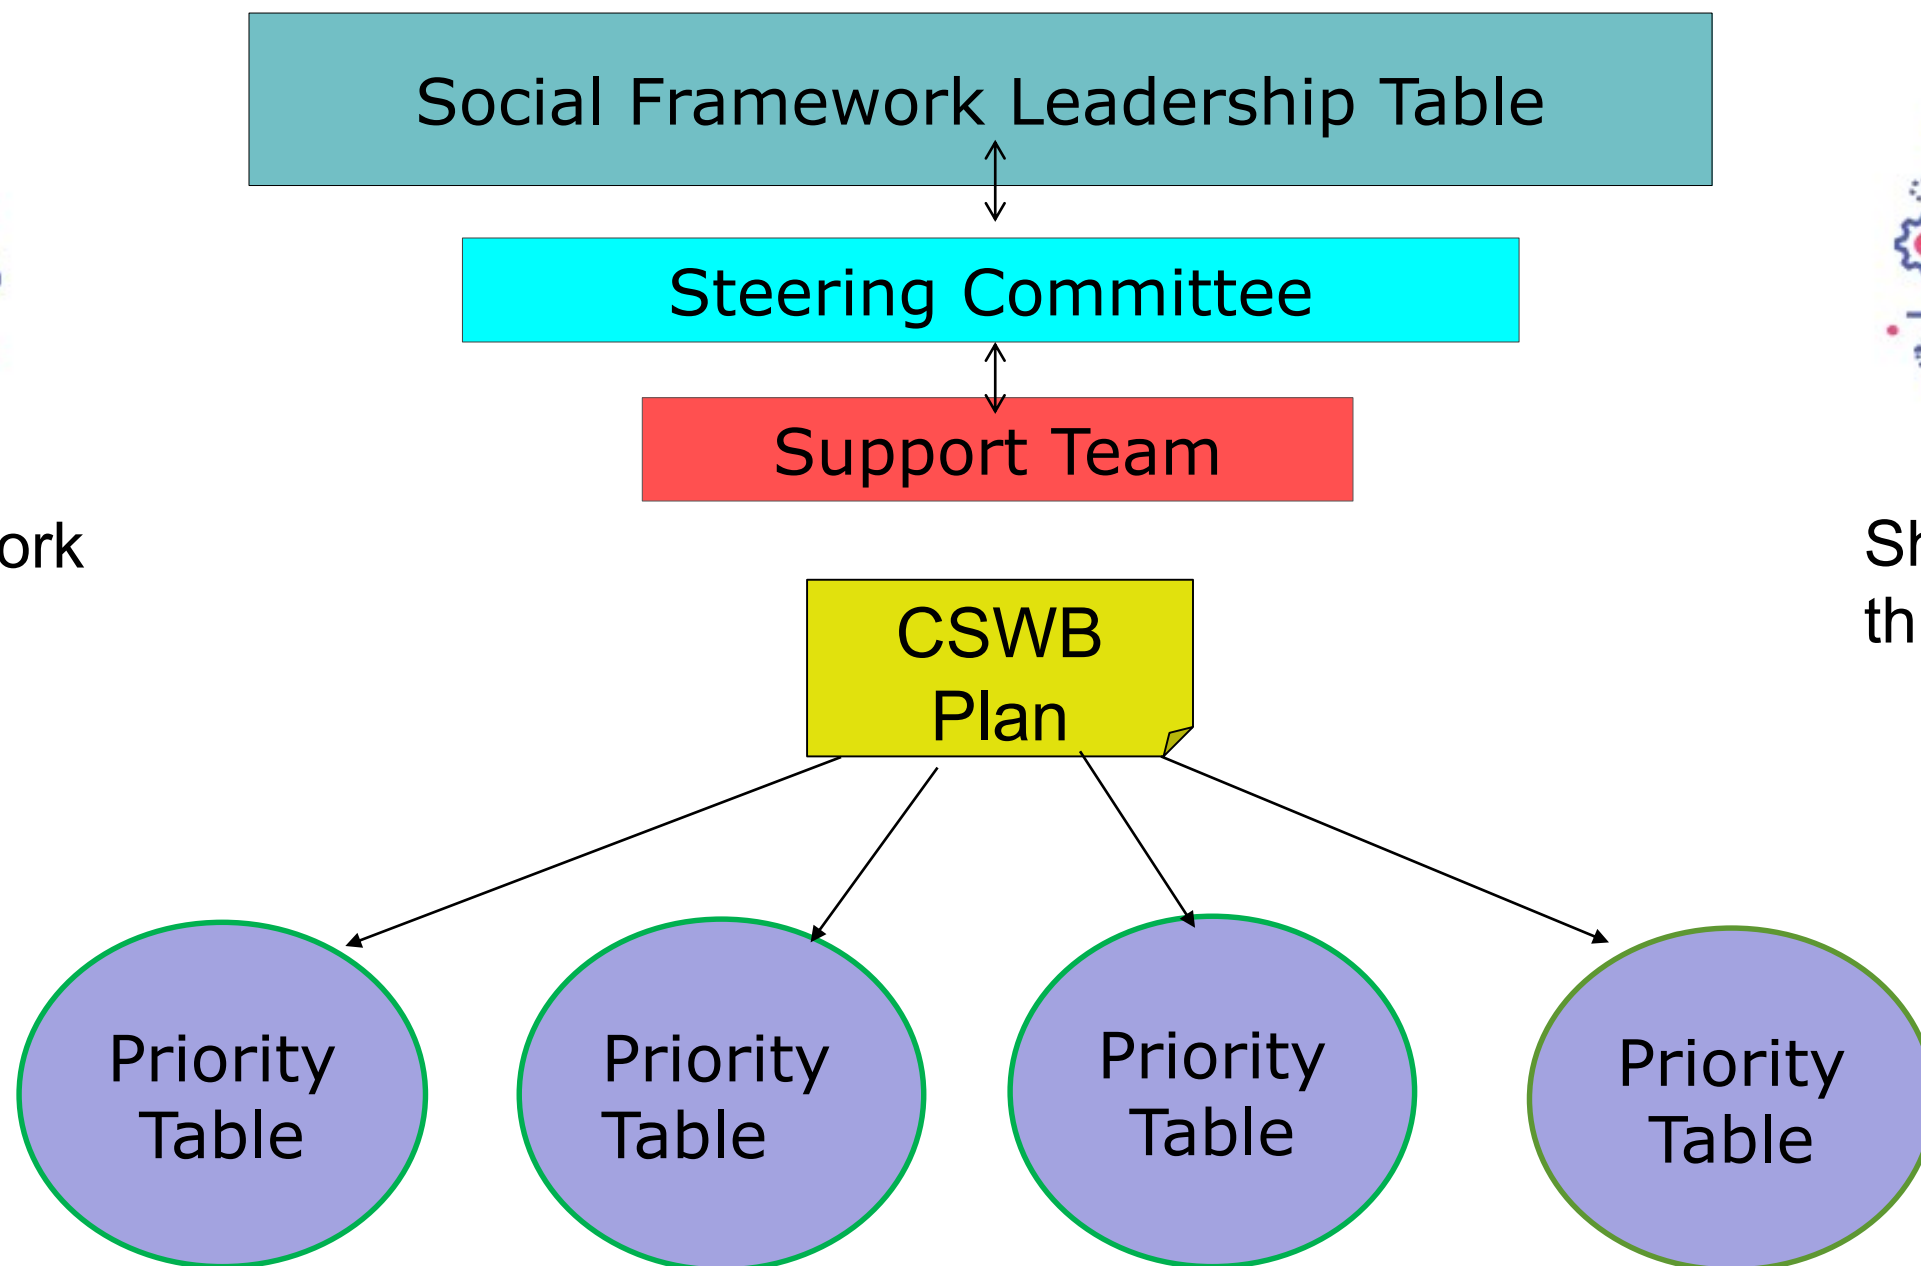 Social Framework Leadership Table
Steering Committee
Support Team
CSWB
Plan
Priority
Table
Priority
Table
Priority
Table
Priority
Table